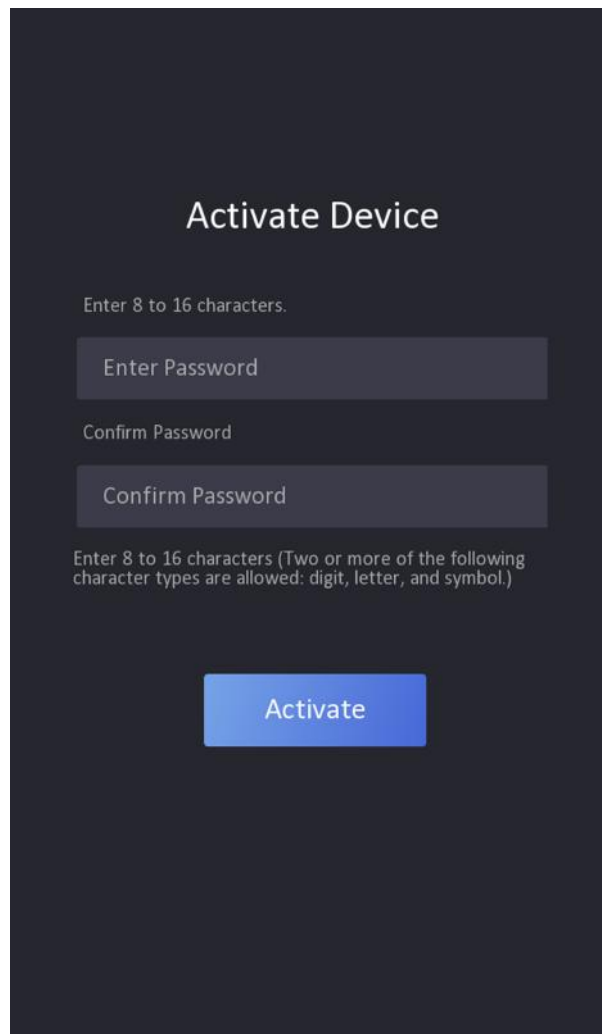 Activate Device
Enter 8 to 16 characters.
Enter Password
Confirm Password
Confirm Password
Enter 8 to 16 characters (Two or more of the following
character types are allowed: digit, letter, and symbol.)
Activate